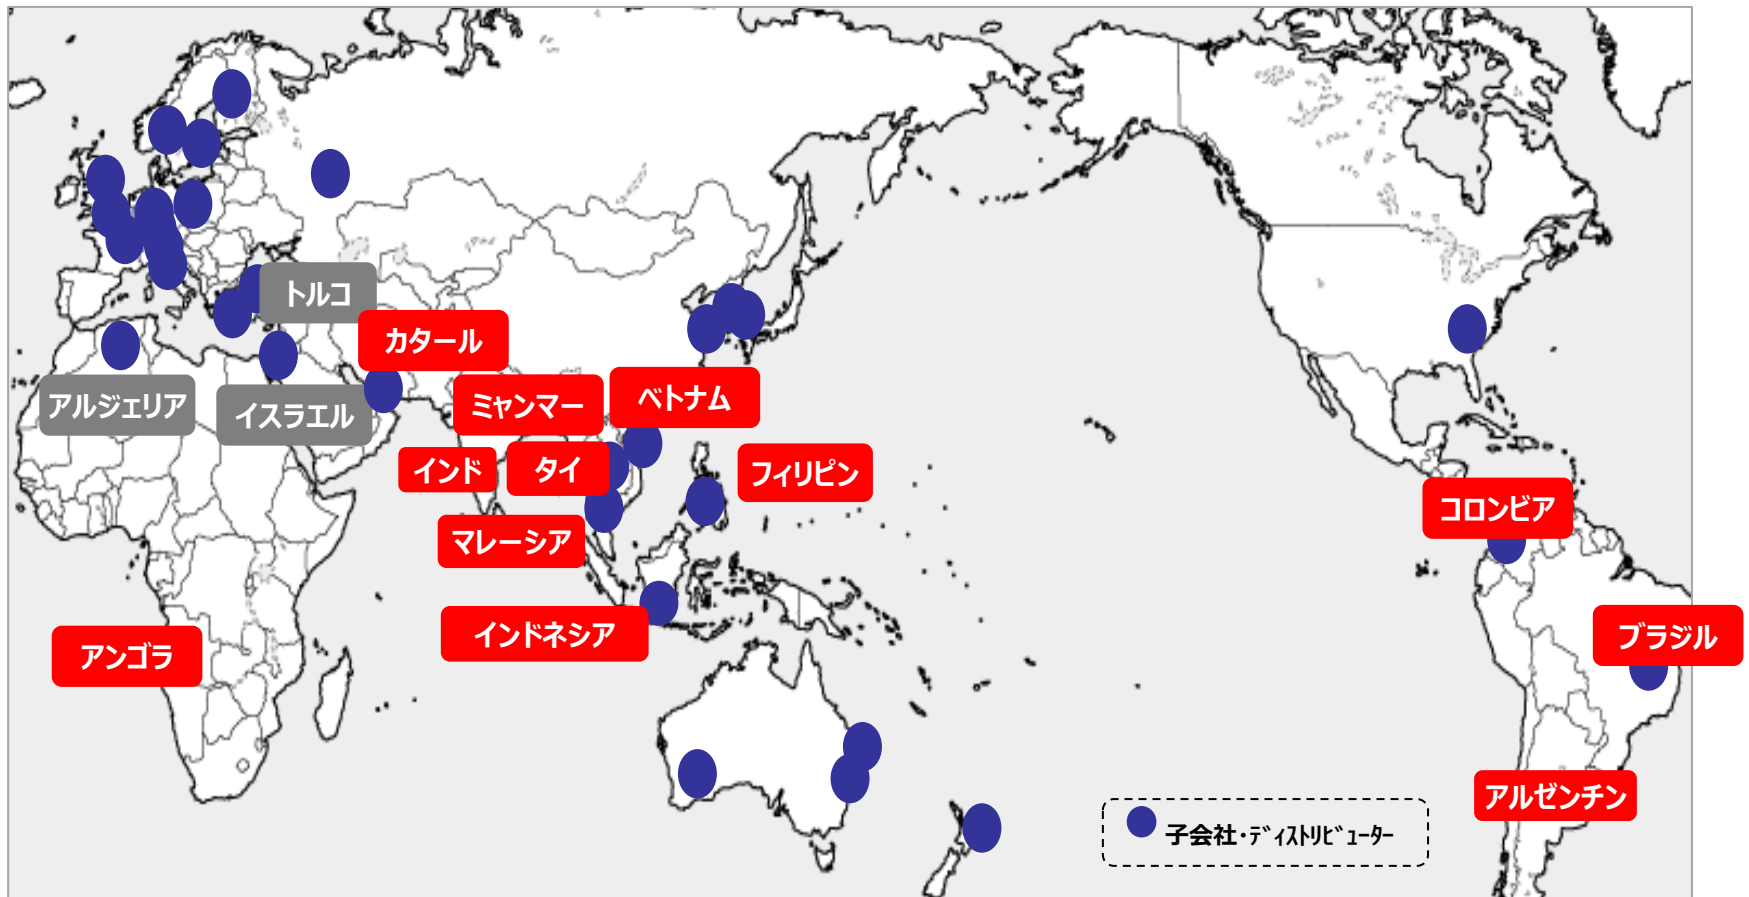 トルコ
カタール
アルジェリア
イスラエル
ミャンマー
ベトナム
インド
タイ
フィリピン
マレーシア
コロンビア
インドネシア
アンゴラ
ブラジル
アルゼンチン
子会社・ディストリビューター